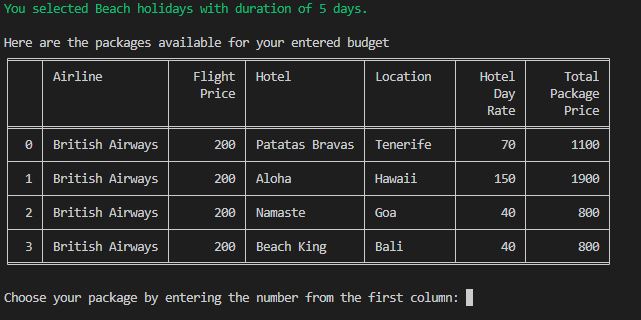 You selected Beach holidays with duration of 5 days.
Here are the packages available for your entered budget
Airline Flight Price Hotel Location Hotel Day Rate Total Package Price
0 British Airways 200 Patatas Bravas Tenerife 70 1100
1 British Airways 200 Aloha Hawaii 150 1900
2 British Airways 200 Namaste Goa 40 800
3 British Airways 200 Beach King Bali 40 800
Choose your package by entering the number from the first column: